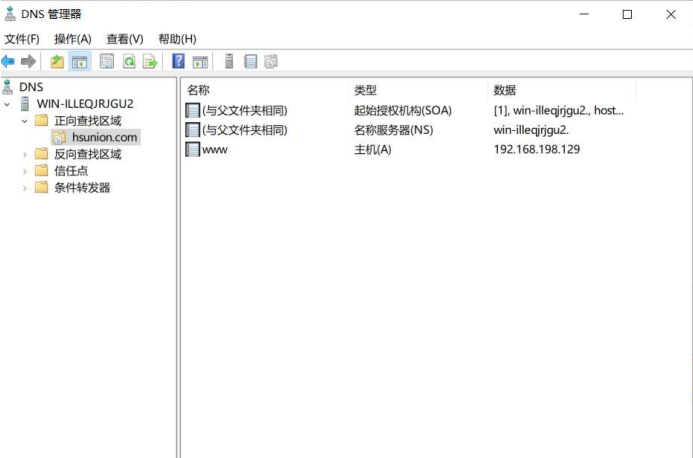 DNS 管理器
文件(F) 操作(A) 查看(V) 帮助(H)
DNS
WIN-ILLEQJRJGU2
正向查找区域
hsunion.com
反向查找区域
信任点
条件转发器
名称 类型 数据
(与父文件夹相同) 起始授权机构(SOA) [1], win-illeqjrjgu2., host...
(与父文件夹相同) 名称服务器(NS) win-illeqjrjgu2.
www 主机(A) 192.168.198.129